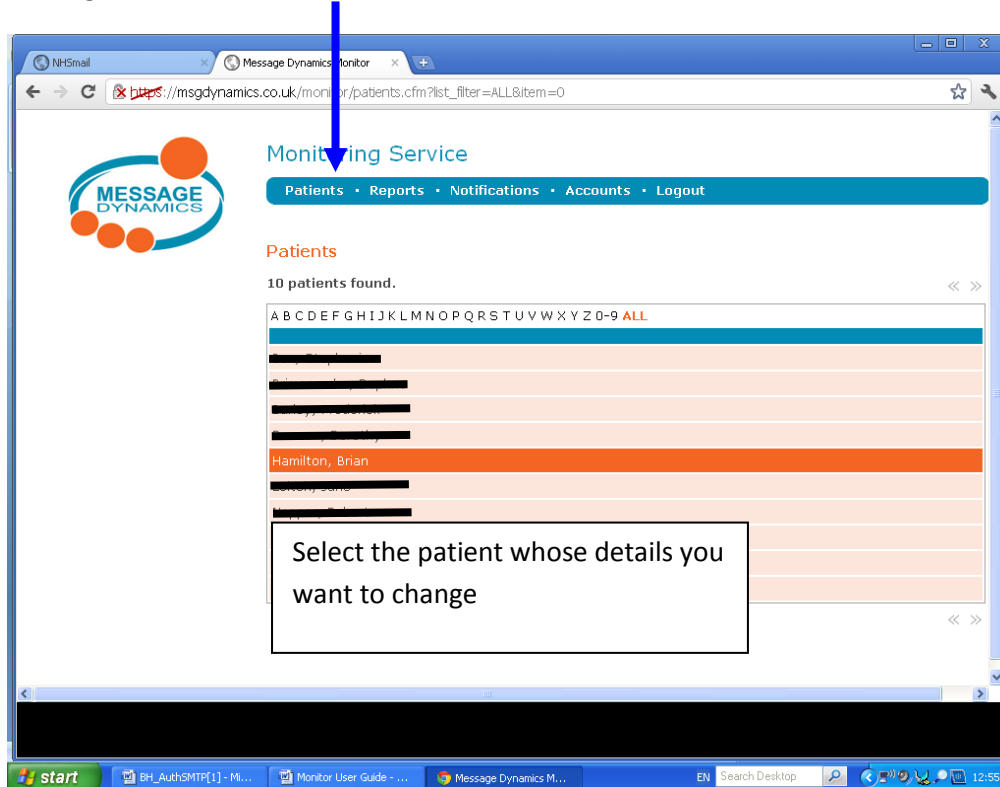 NHSmail
Message Dynamics Monitor
https://msgdynamics.co.uk/monitor/patients.cfm?list_filter=ALL&item=0
MESSAGE
DYNAMICS
Monitoring Service
Patients • Reports • Notifications • Accounts • Logout
Patients
10 patients found.
A B C D E F G H I J K L M N O P Q R S T U V W X Y Z 0-9 ALL
Hamilton, Brian
Select the patient whose details you
want to change
start
BH_AuthSMTP[1] - Mi...
Monitor User Guide - ...
Message Dynamics M...
EN
Search Desktop
12:55